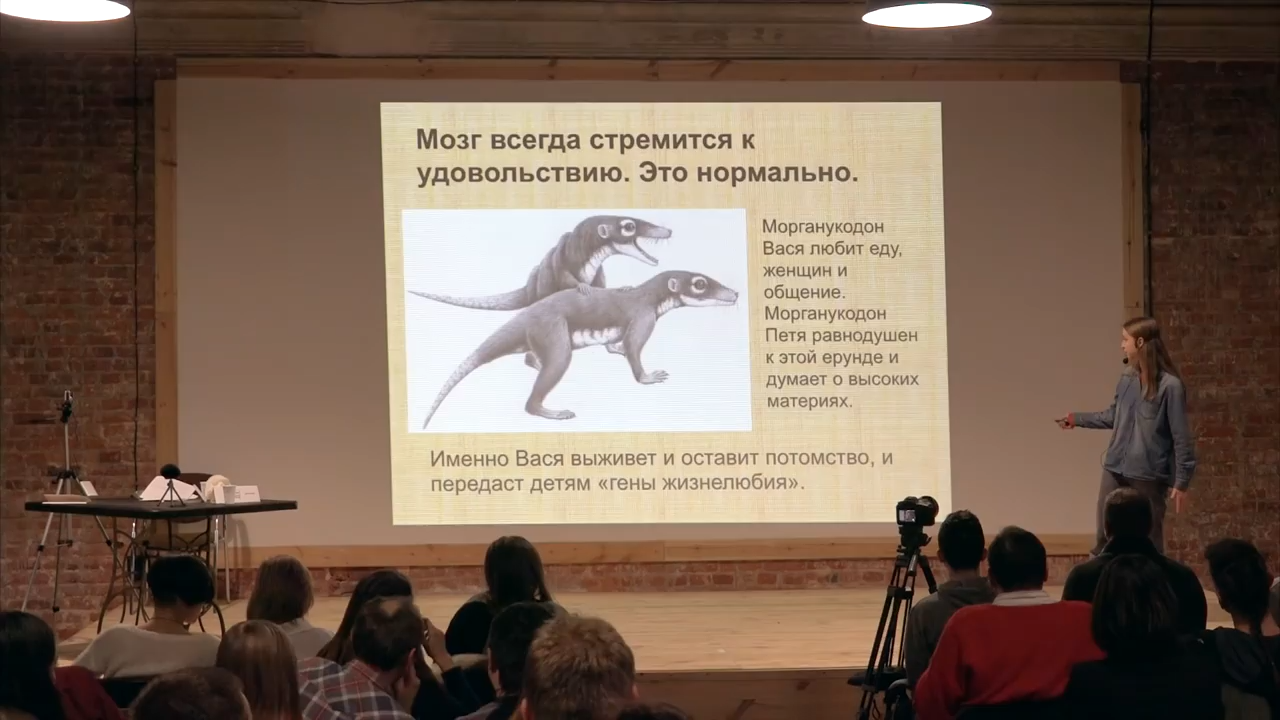 Мозг всегда стремится к
удовольствию. Это нормально.
Морганукодон
Вася любит еду,
женщин и
общение.
Морганукодон
Петя равнодушен
к этой ерунде и
думает о высоких
материях.
Именно Вася выживет и оставит потомство, и
передаст детям «гены жизнелюбия».